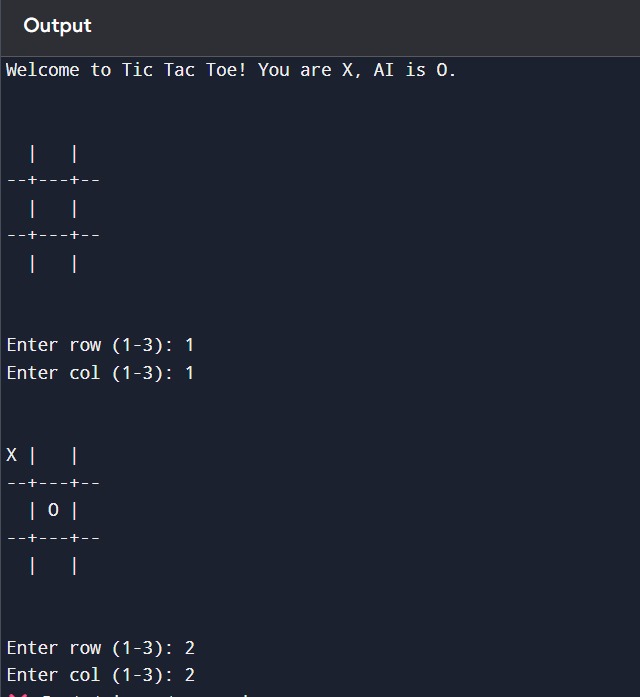 Output
Welcome to Tic Tac Toe! You are X, AI is O.
  |   |
--+---+--
  |   |
--+---+--
  |   |
Enter row (1-3): 1
Enter col (1-3): 1
X |   |
--+---+--
  | O |
--+---+--
  |   |
Enter row (1-3): 2
Enter col (1-3): 2